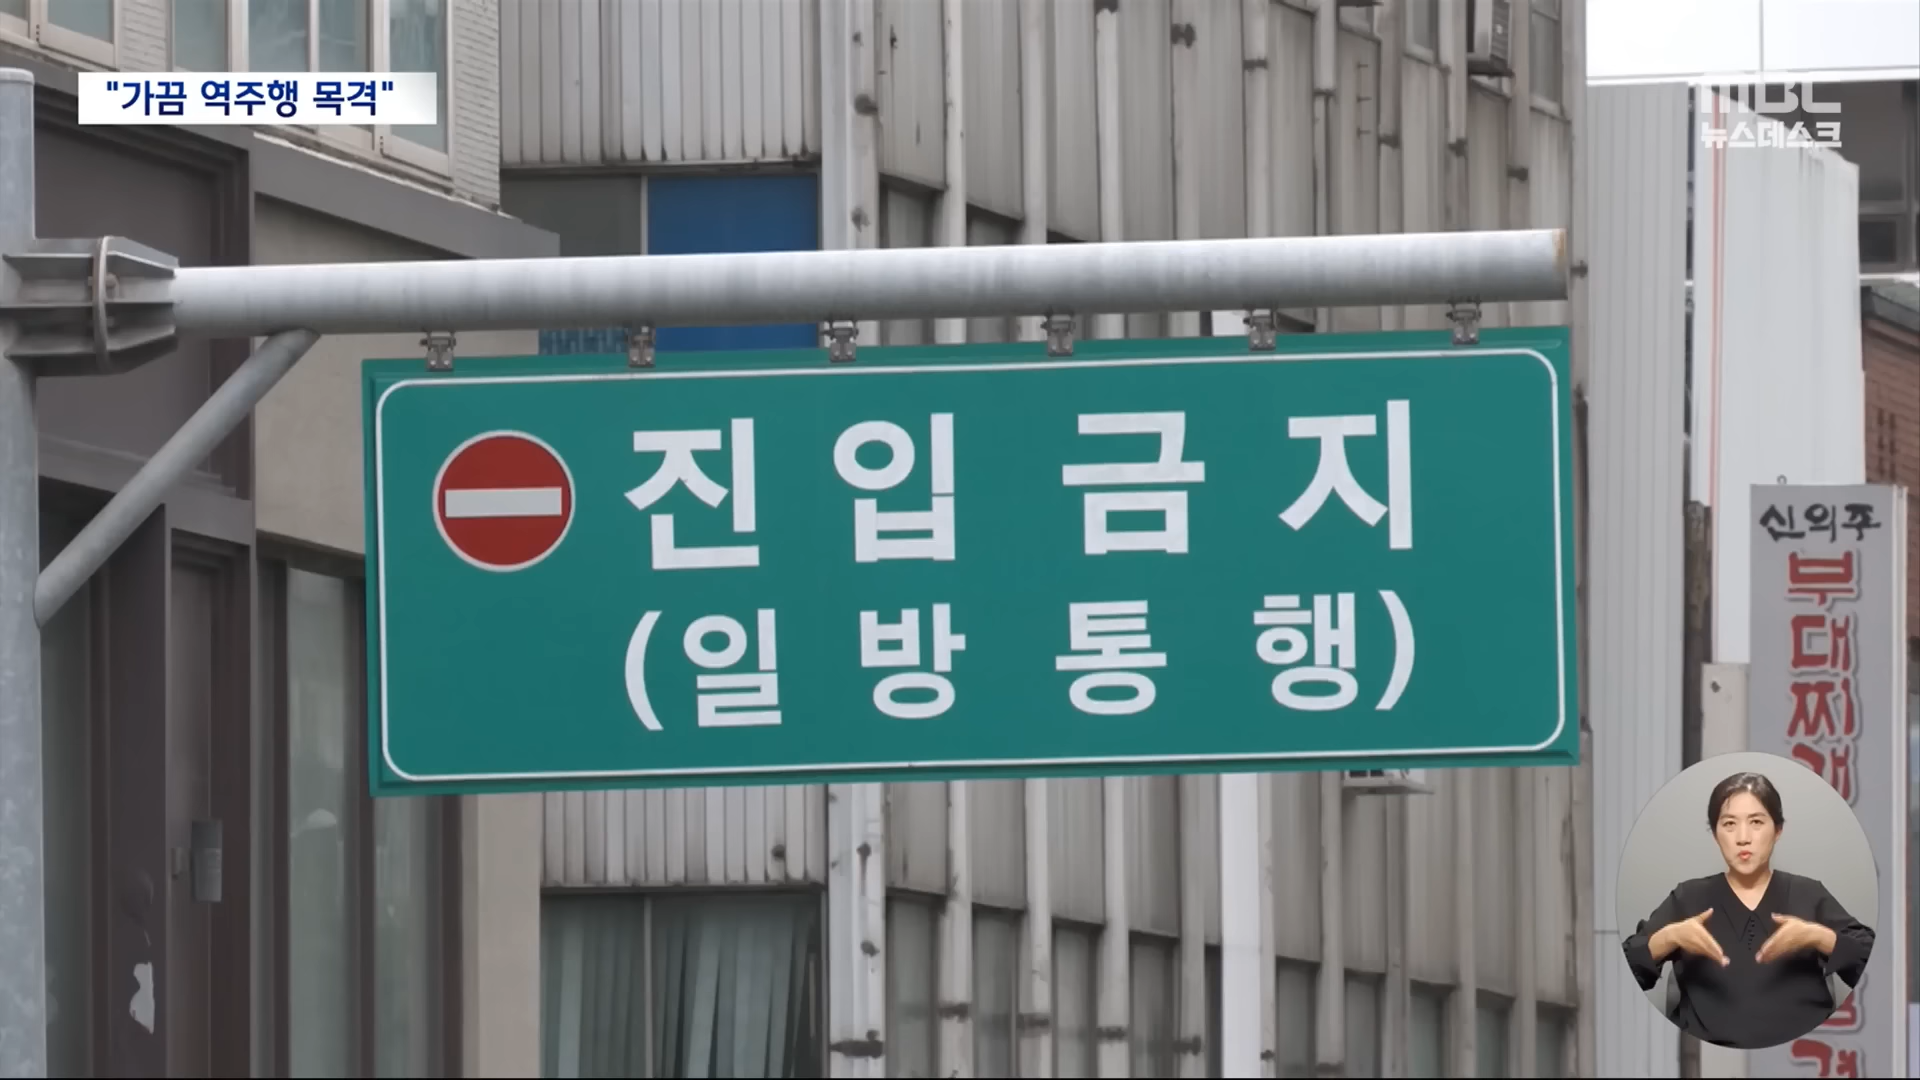 "가끔 역주행 목격"
MBC
뉴스데스크
진입금지
(일방통행)
신의주
부대찌개